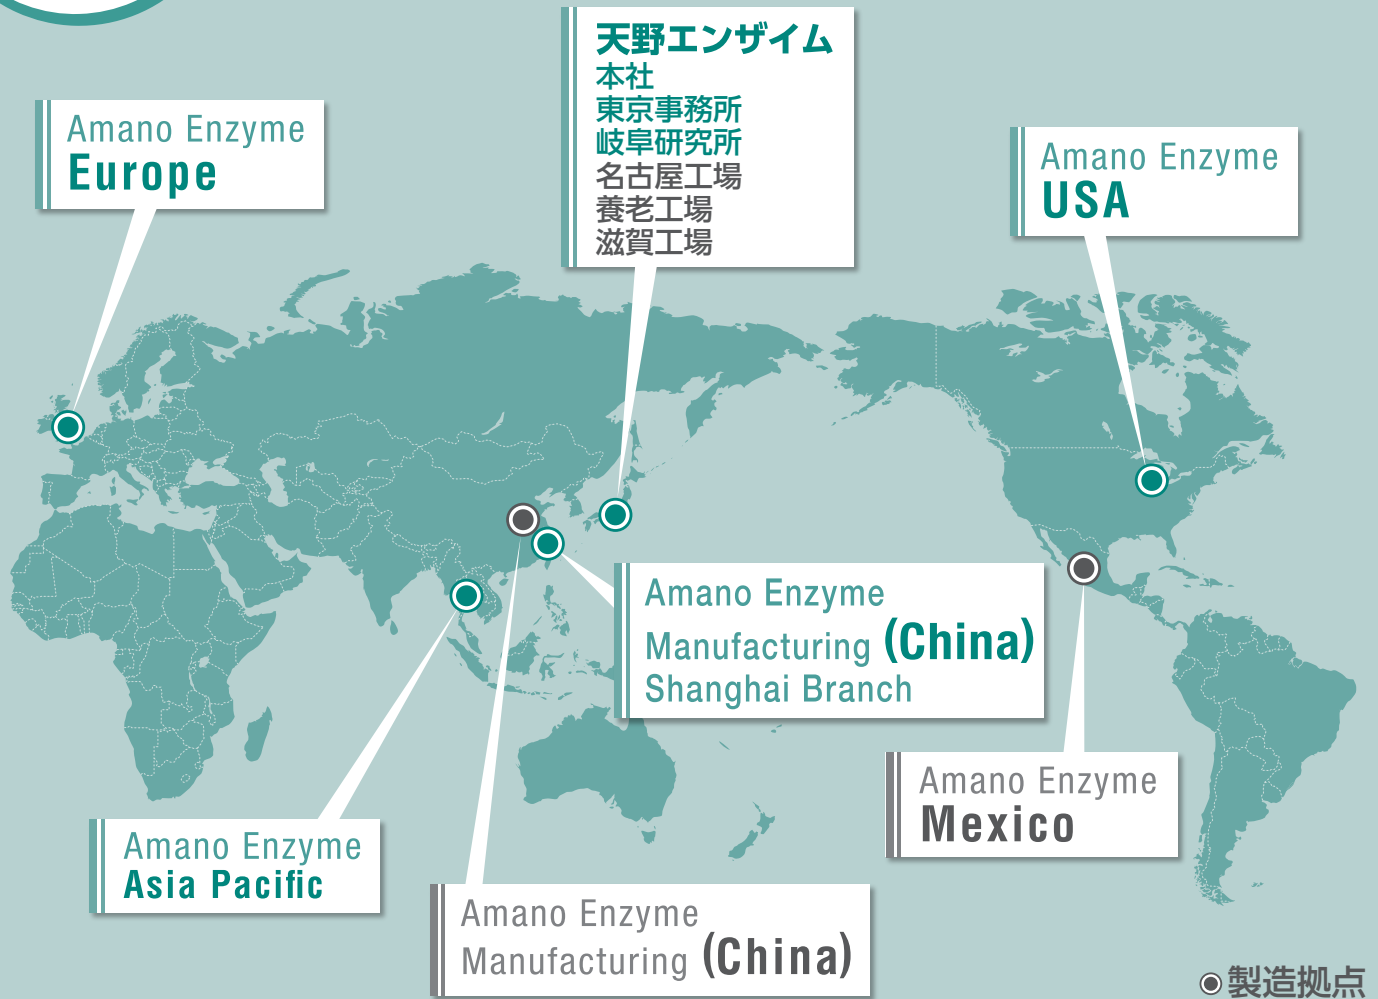 天野エンザイム
本社
東京事務所
岐阜研究所
名古屋工場
養老工場
滋賀工場
Amano Enzyme
Europe
Amano Enzyme
USA
Amano Enzyme
Manufacturing (China)
Shanghai Branch
Amano Enzyme
Mexico
Amano Enzyme
Asia Pacific
Amano Enzyme
Manufacturing (China)
製造拠点